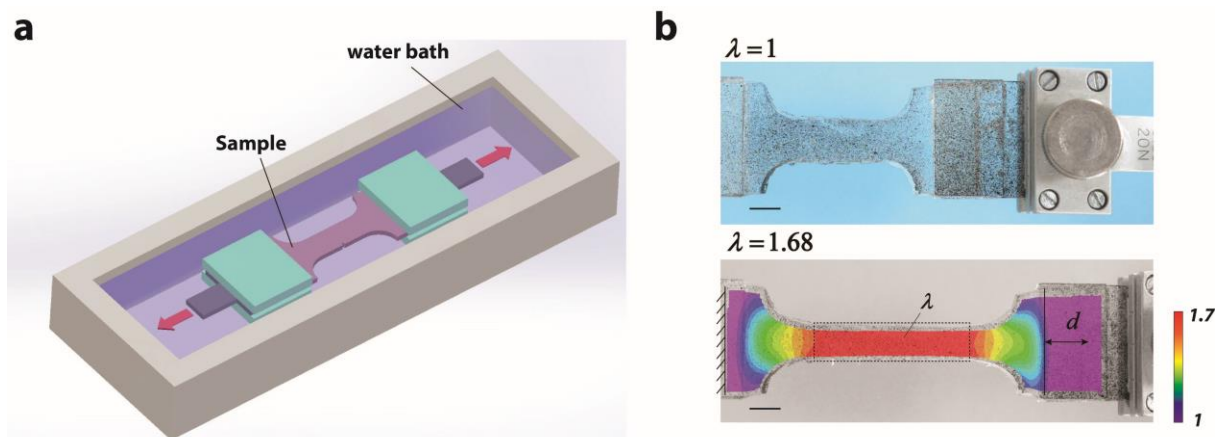 a
water bath
Sample
b
λ = 1
20N
λ = 1.68
λ
d
1.7
1